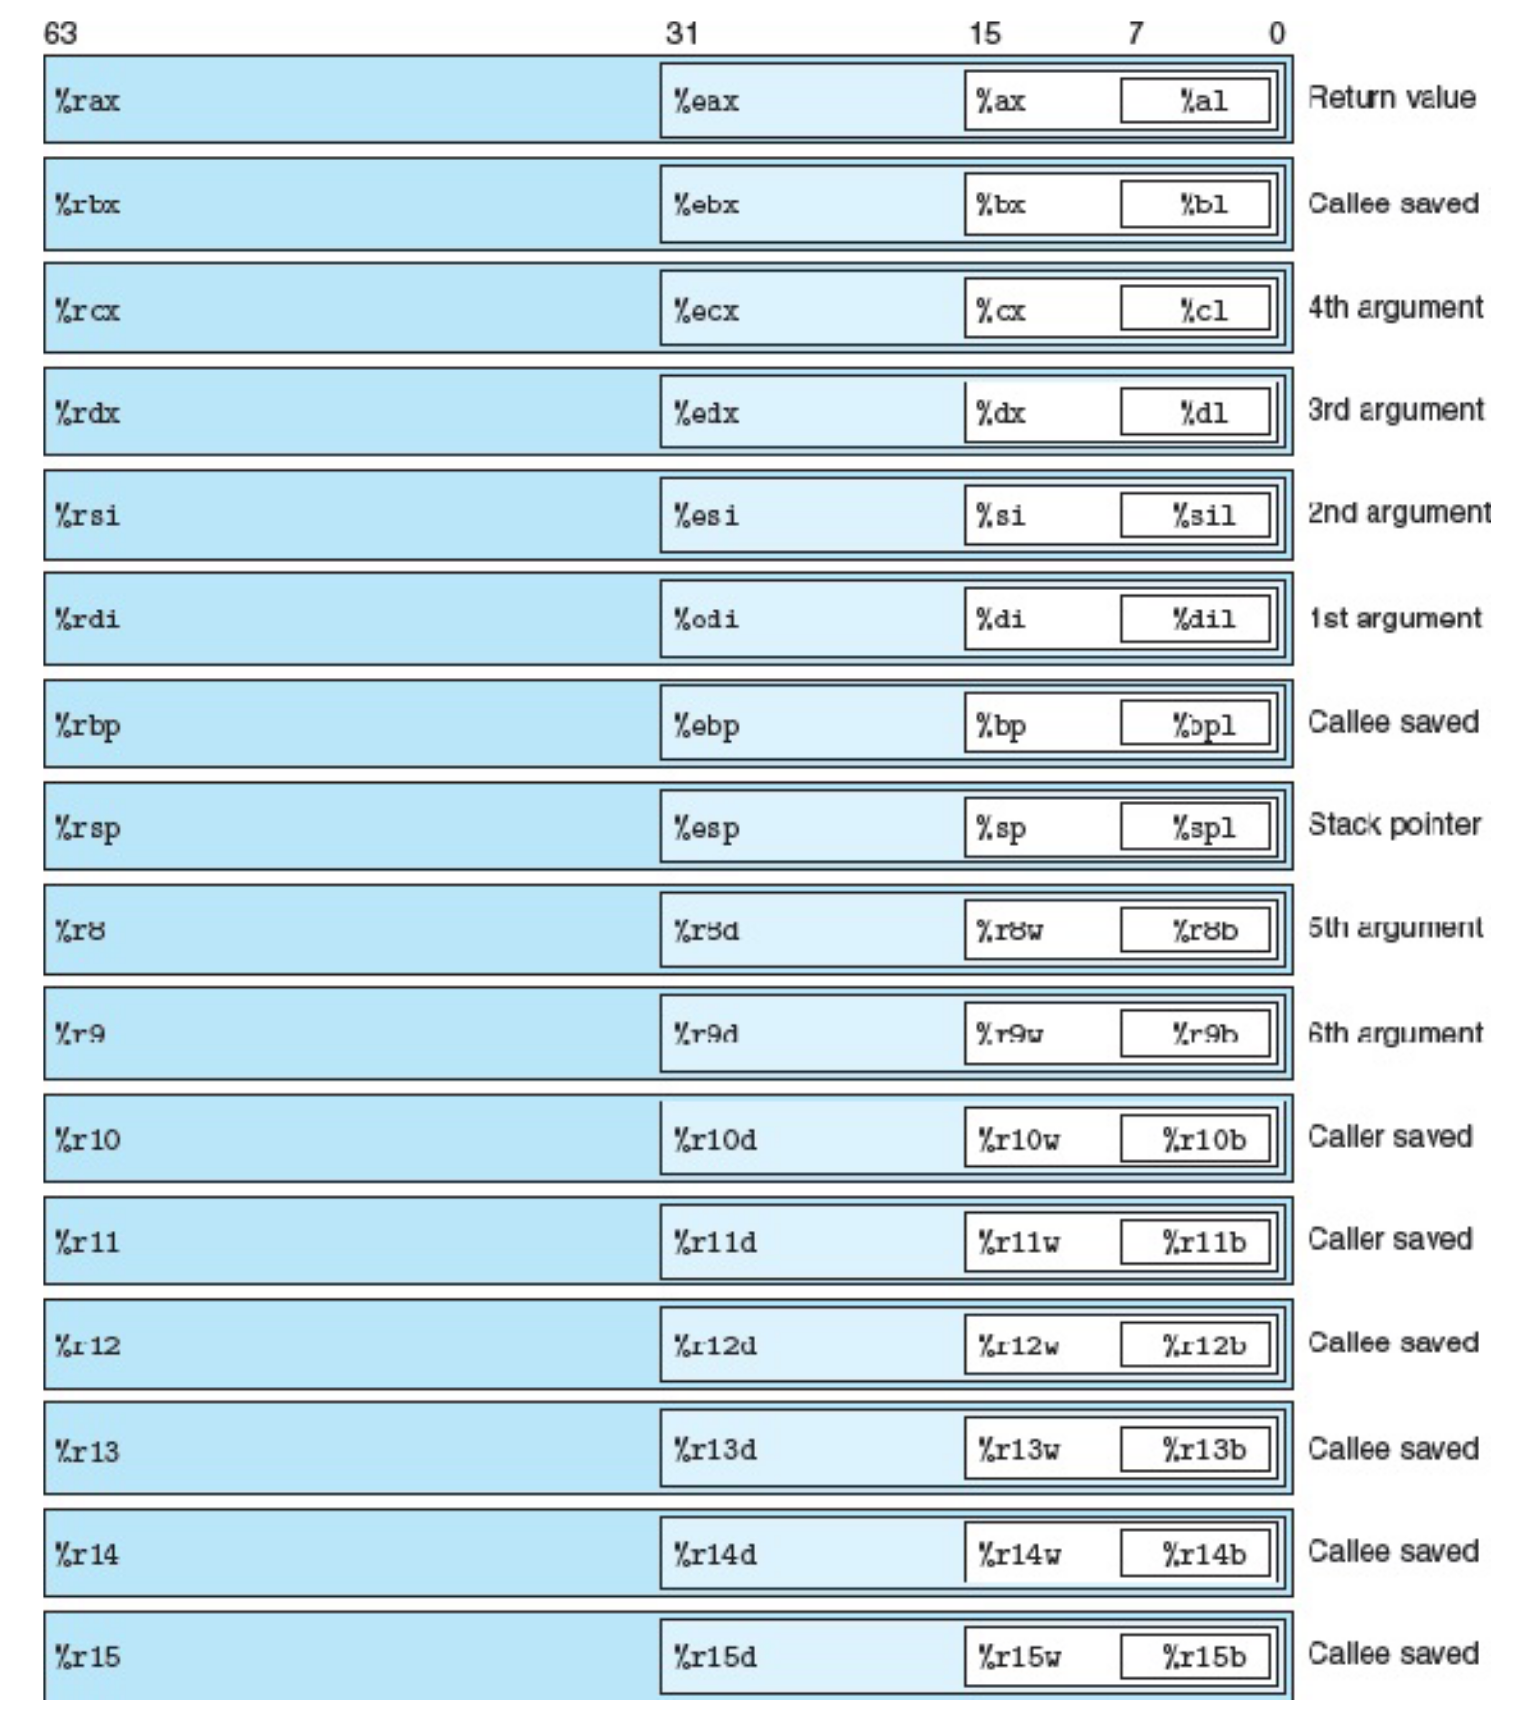 63 31 15 7 0
%rax %eax %ax %al Return value
%rbx %ebx %bx %bl Callee saved
%rcx %ecx %cx %cl 4th argument
%rdx %edx %dx %dl 3rd argument
%rsi %esi %si %sil 2nd argument
%rdi %edi %di %dil 1st argument
%rbp %ebp %bp %bpl Callee saved
%rsp %esp %sp %spl Stack pointer
%r8 %r8d %r8w %r8b 5th argument
%r9 %r9d %r9w %r9b 6th argument
%r10 %r10d %r10w %r10b Caller saved
%r11 %r11d %r11w %r11b Caller saved
%r12 %r12d %r12w %r12b Callee saved
%r13 %r13d %r13w %r13b Callee saved
%r14 %r14d %r14w %r14b Callee saved
%r15 %r15d %r15w %r15b Callee saved